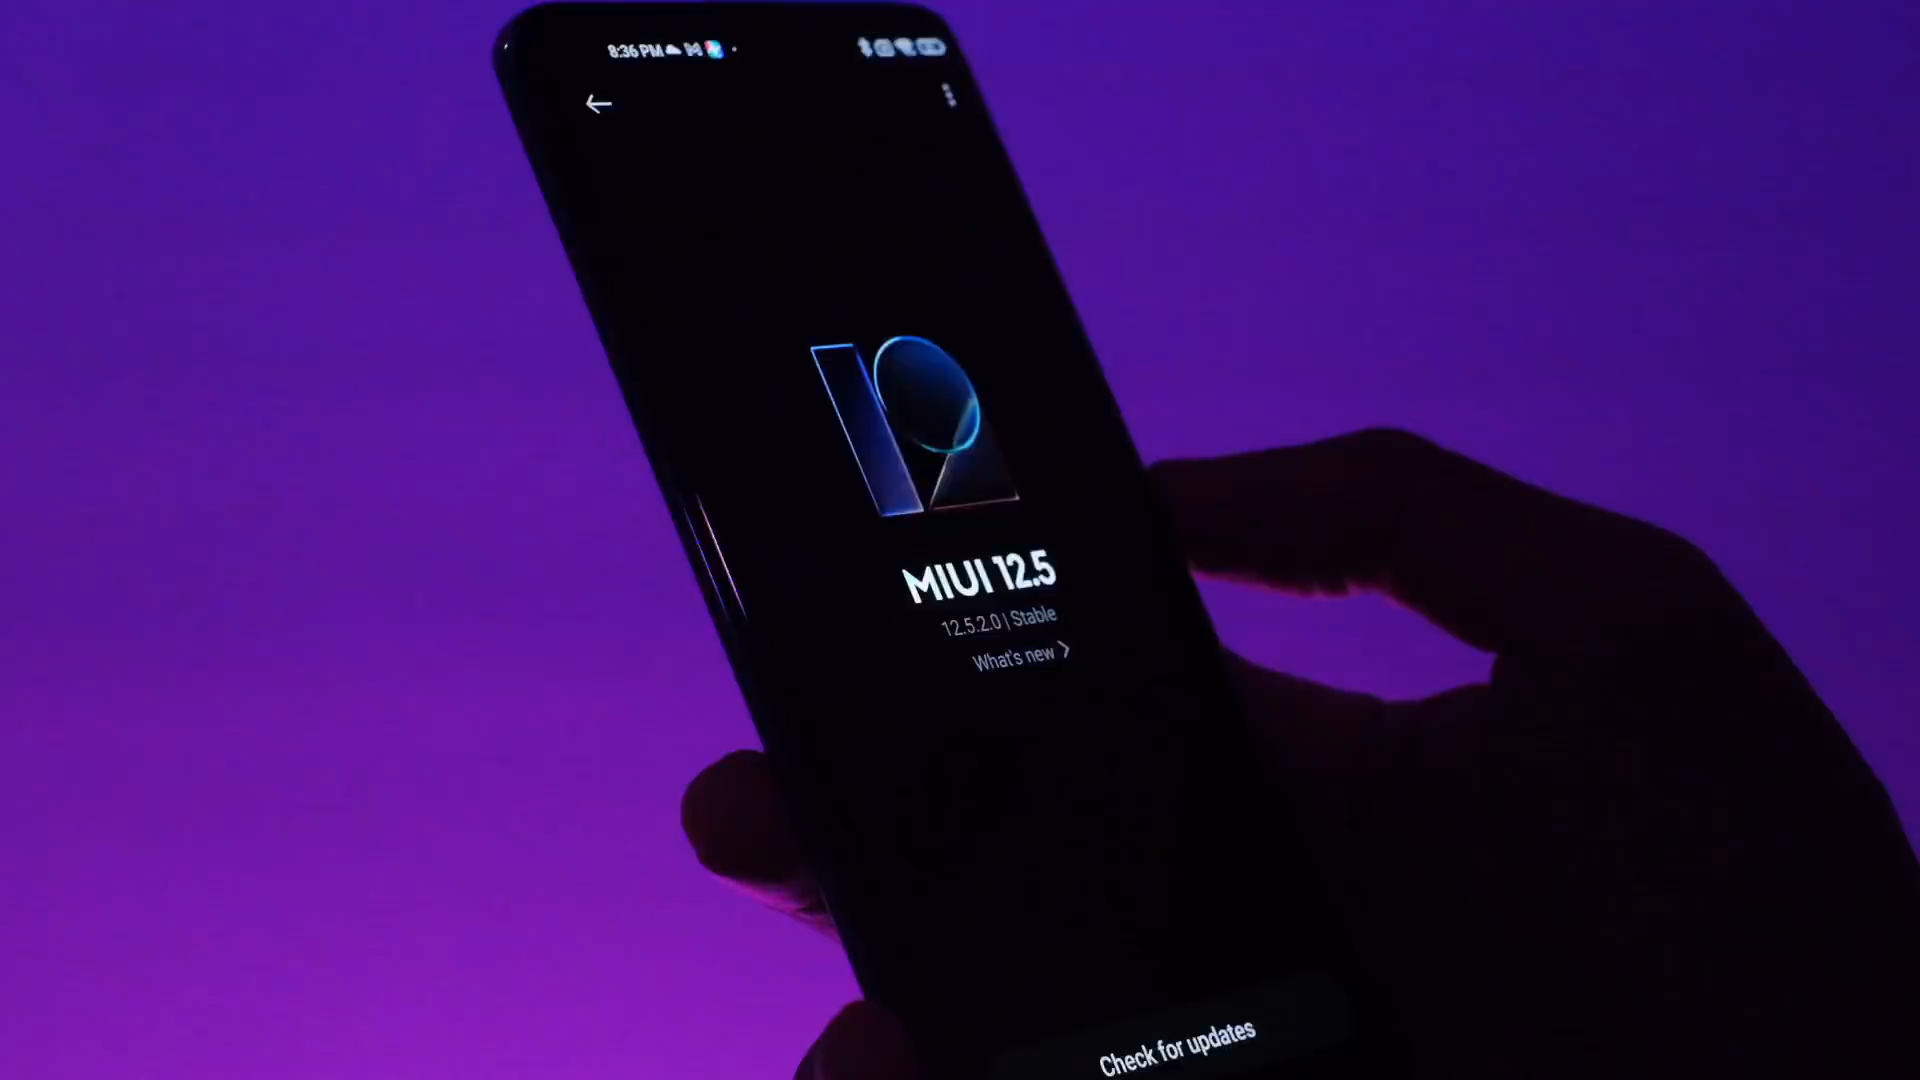 8:36 PM
MIUI 12.5
12.5.2.0 | Stable
What's new >
Check for updates